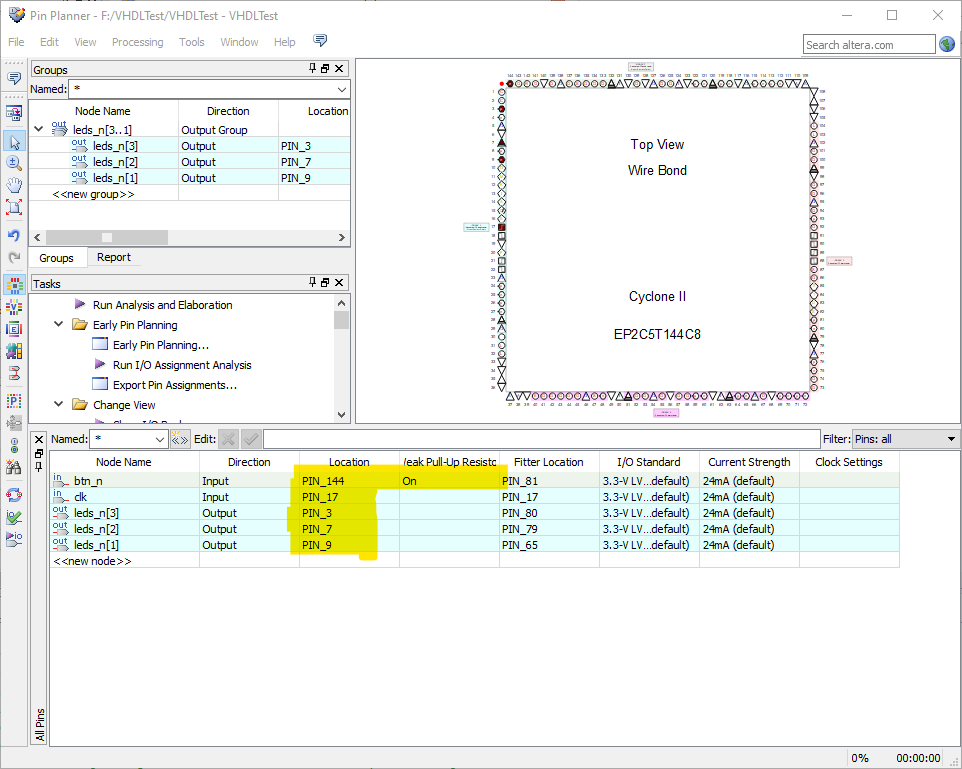 Pin Planner - F:/VHDLTest/VHDLTest - VHDLTest
File Edit View Processing Tools Window Help
Search altera.com
Groups
Named: *
Node Name Direction Location
leds_n[3..1] Output Group
out leds_n[3] Output PIN_3
out leds_n[2] Output PIN_7
out leds_n[1] Output PIN_9
<<new group>>
Groups Report
Tasks
Run Analysis and Elaboration
Early Pin Planning
Early Pin Planning...
Run I/O Assignment Analysis
Export Pin Assignments...
Change View
Top View
Wire Bond
Cyclone II
EP2C5T144C8
Named: * <<>> Edit: Filter: Pins: all
Node Name Direction Location Weak Pull-Up Resisto Fitter Location I/O Standard Current Strength Clock Settings
in btn_n Input PIN_144 On PIN_81 3.3-V LV...default) 24mA (default)
in clk Input PIN_17 PIN_17 3.3-V LV...default) 24mA (default)
out leds_n[3] Output PIN_3 PIN_80 3.3-V LV...default) 24mA (default)
out leds_n[2] Output PIN_7 PIN_79 3.3-V LV...default) 24mA (default)
out leds_n[1] Output PIN_9 PIN_65 3.3-V LV...default) 24mA (default)
<<new node>>
All Pins
0% 00:00:00